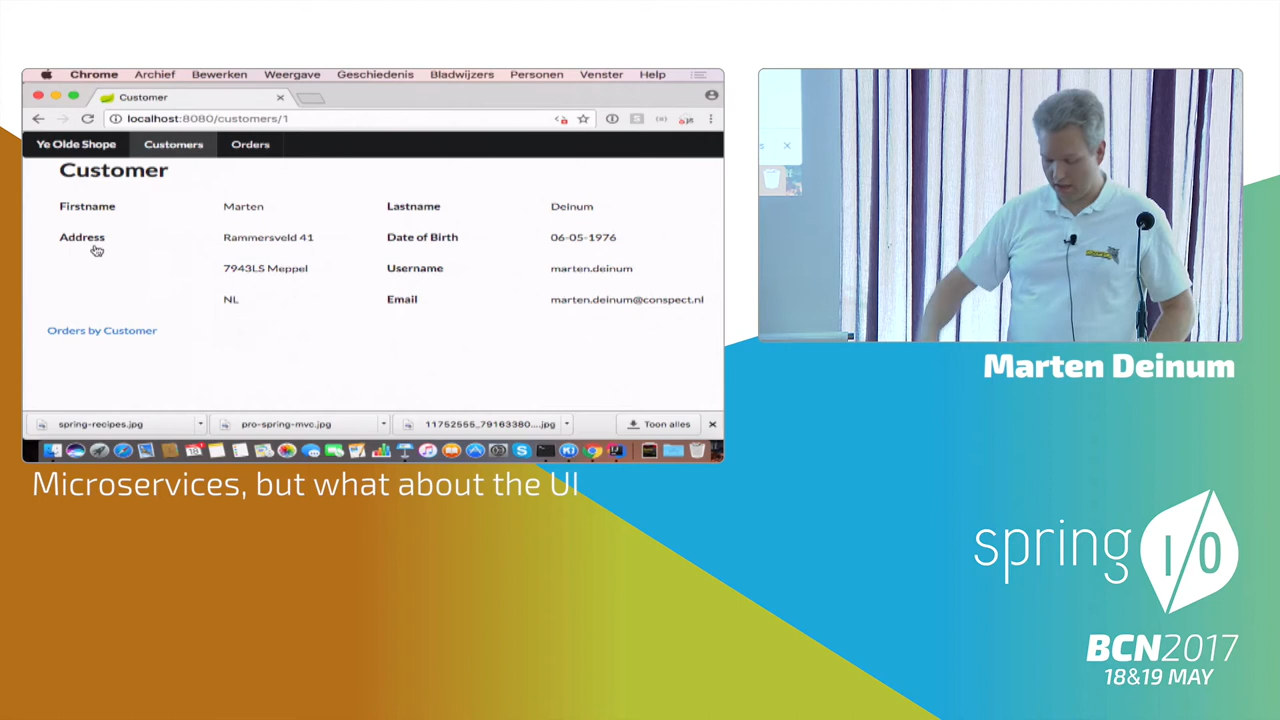 Chrome Archief Bewerken Weergave Geschiedenis Bladwijzers Personen Venster Help
Customer
localhost:8080/customers/1
Ye Olde Shope Customers Orders
Customer
Firstname Marten Lastname Deinum
Address Rammersveld 41 Date of Birth 06-05-1976
7943LS Meppel Username marten.deinum
NL Email marten.deinum@conspect.nl
Orders by Customer
spring-recipes.jpg pro-spring-mvc.jpg 11752555_79163380....jpg Toon alles
Marten Deinum
Microservices, but what about the UI
spring I/O
BCN2017
18&19 MAY